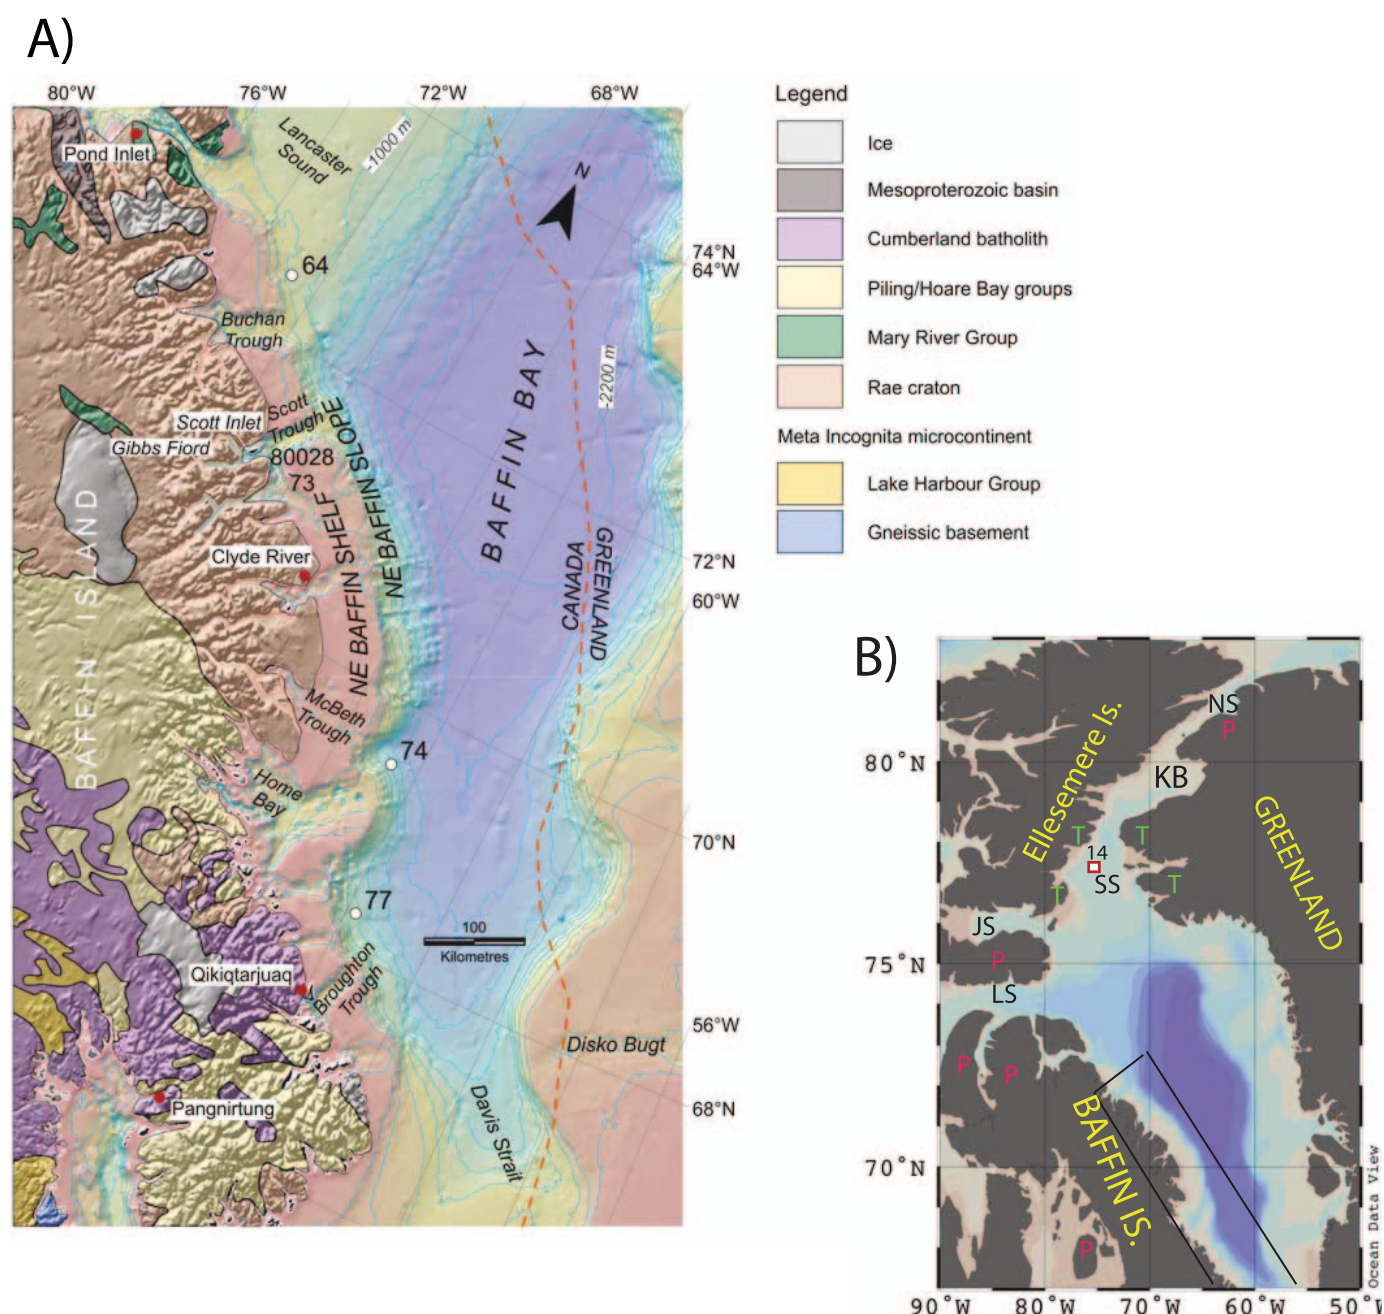 A)
80°W 76°W 72°W 68°W
Pond Inlet
Lancaster
Sound
-1000 m
N
74°N
64°W
64
Buchan
Trough
BAFFIN BAY
-2200 m
Scott
Trough
Scott Inlet
Gibbs Fiord
80028
73
NE BAFFIN SLOPE
NE BAFFIN SHELF
BAFFIN ISLAND
Clyde River
CANADA
GREENLAND
72°N
60°W
McBeth
Trough
74
Home
Bay
70°N
77
100
Kilometres
Qikiqtarjuaq
Broughton
Trough
56°W
Disko Bugt
Pangnirtung
Davis Strait
68°N
Legend
Ice
Mesoproterozoic basin
Cumberland batholith
Piling/Hoare Bay groups
Mary River Group
Rae craton
Meta Incognita microcontinent
Lake Harbour Group
Gneissic basement
B)
NS
P
80°N
Ellesemere Is.
KB
GREENLAND
T T
14
SS
T T
JS
P
75°N
LS
P P
BAFFIN IS.
70°N
P
Ocean Data View
90°W 80°W 70°W 60°W 50°W